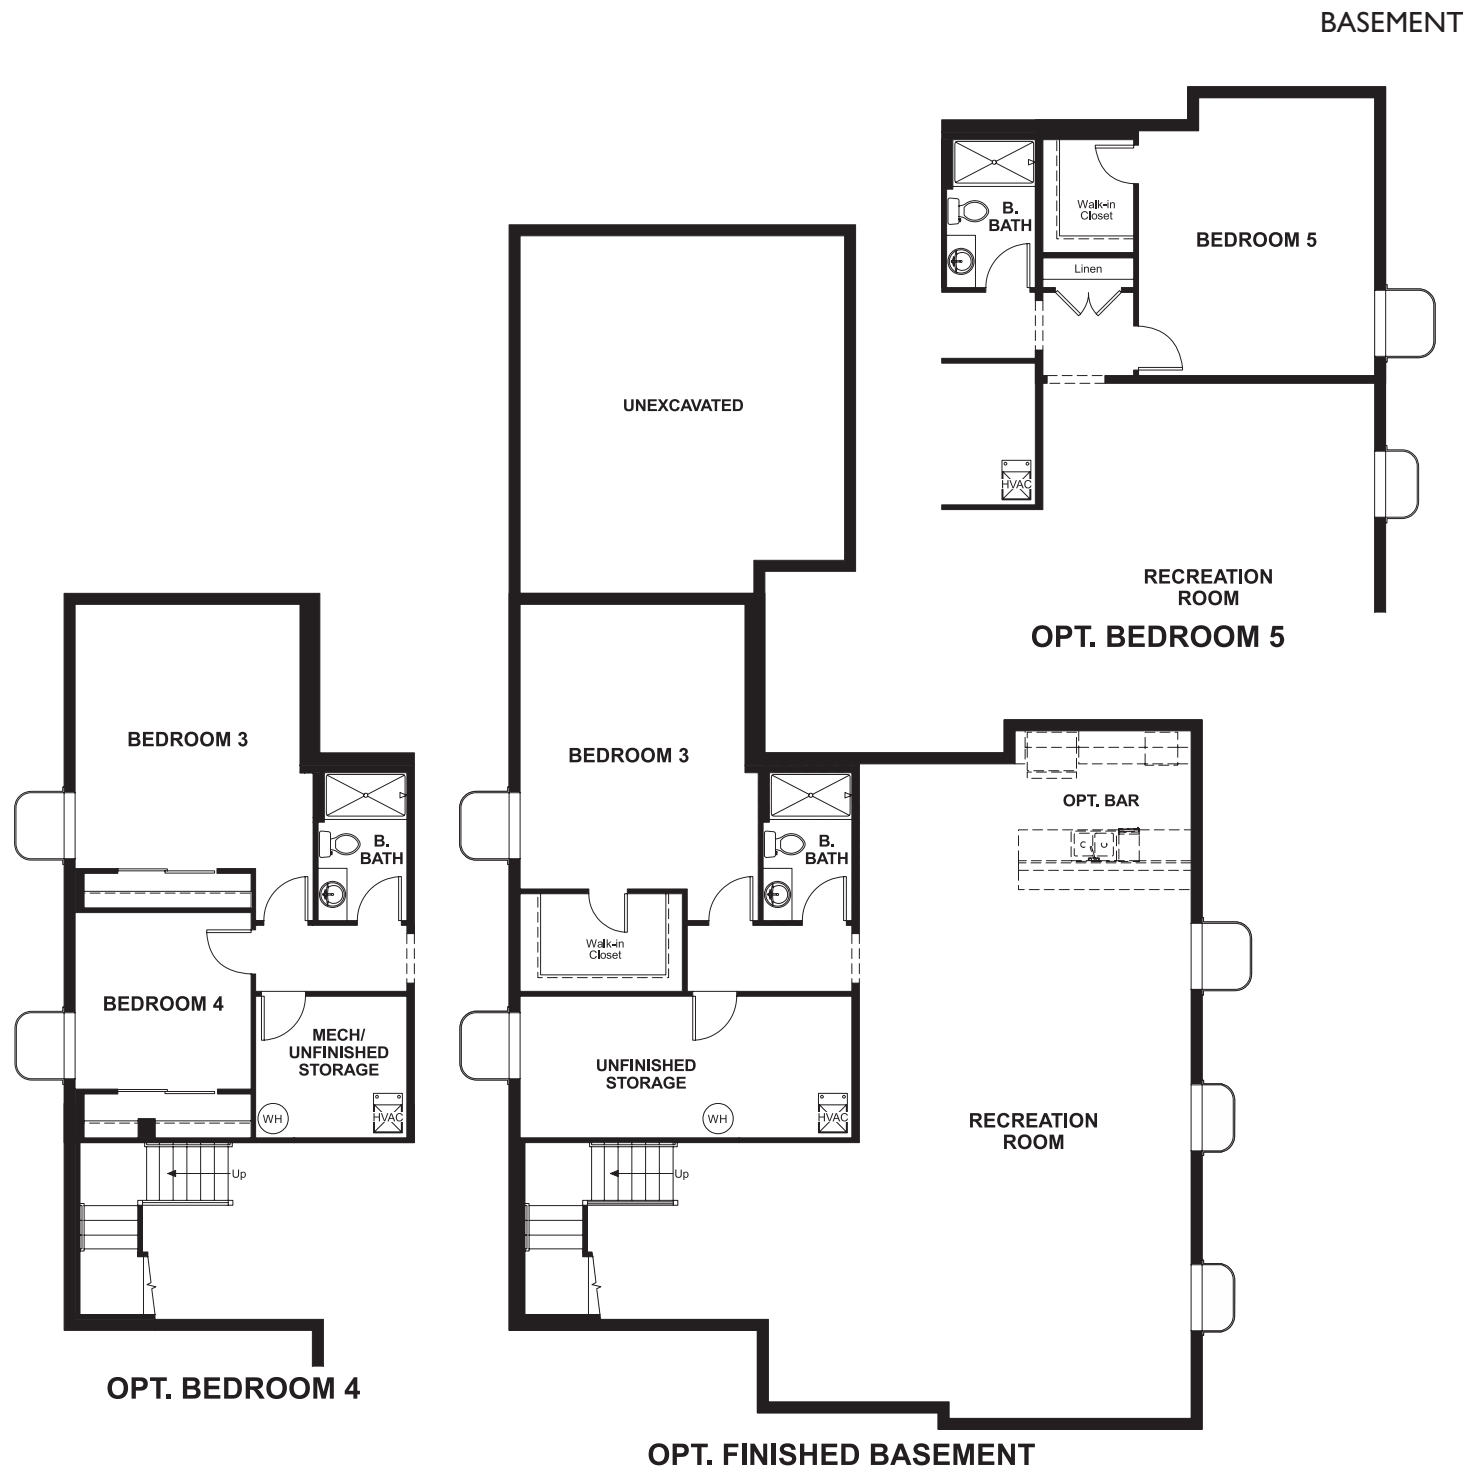 BASEMENT
B.
BATH
Walk-in
Closet
BEDROOM 5
Linen
HVAC
RECREATION
ROOM
OPT. BEDROOM 5
BEDROOM 3
B.
BATH
BEDROOM 4
MECH/
UNFINISHED
STORAGE
WH
HVAC
Up
OPT. BEDROOM 4
UNEXCAVATED
BEDROOM 3
B.
BATH
Walk-in
Closet
UNFINISHED
STORAGE
WH
HVAC
Up
OPT. BAR
RECREATION
ROOM
OPT. FINISHED BASEMENT